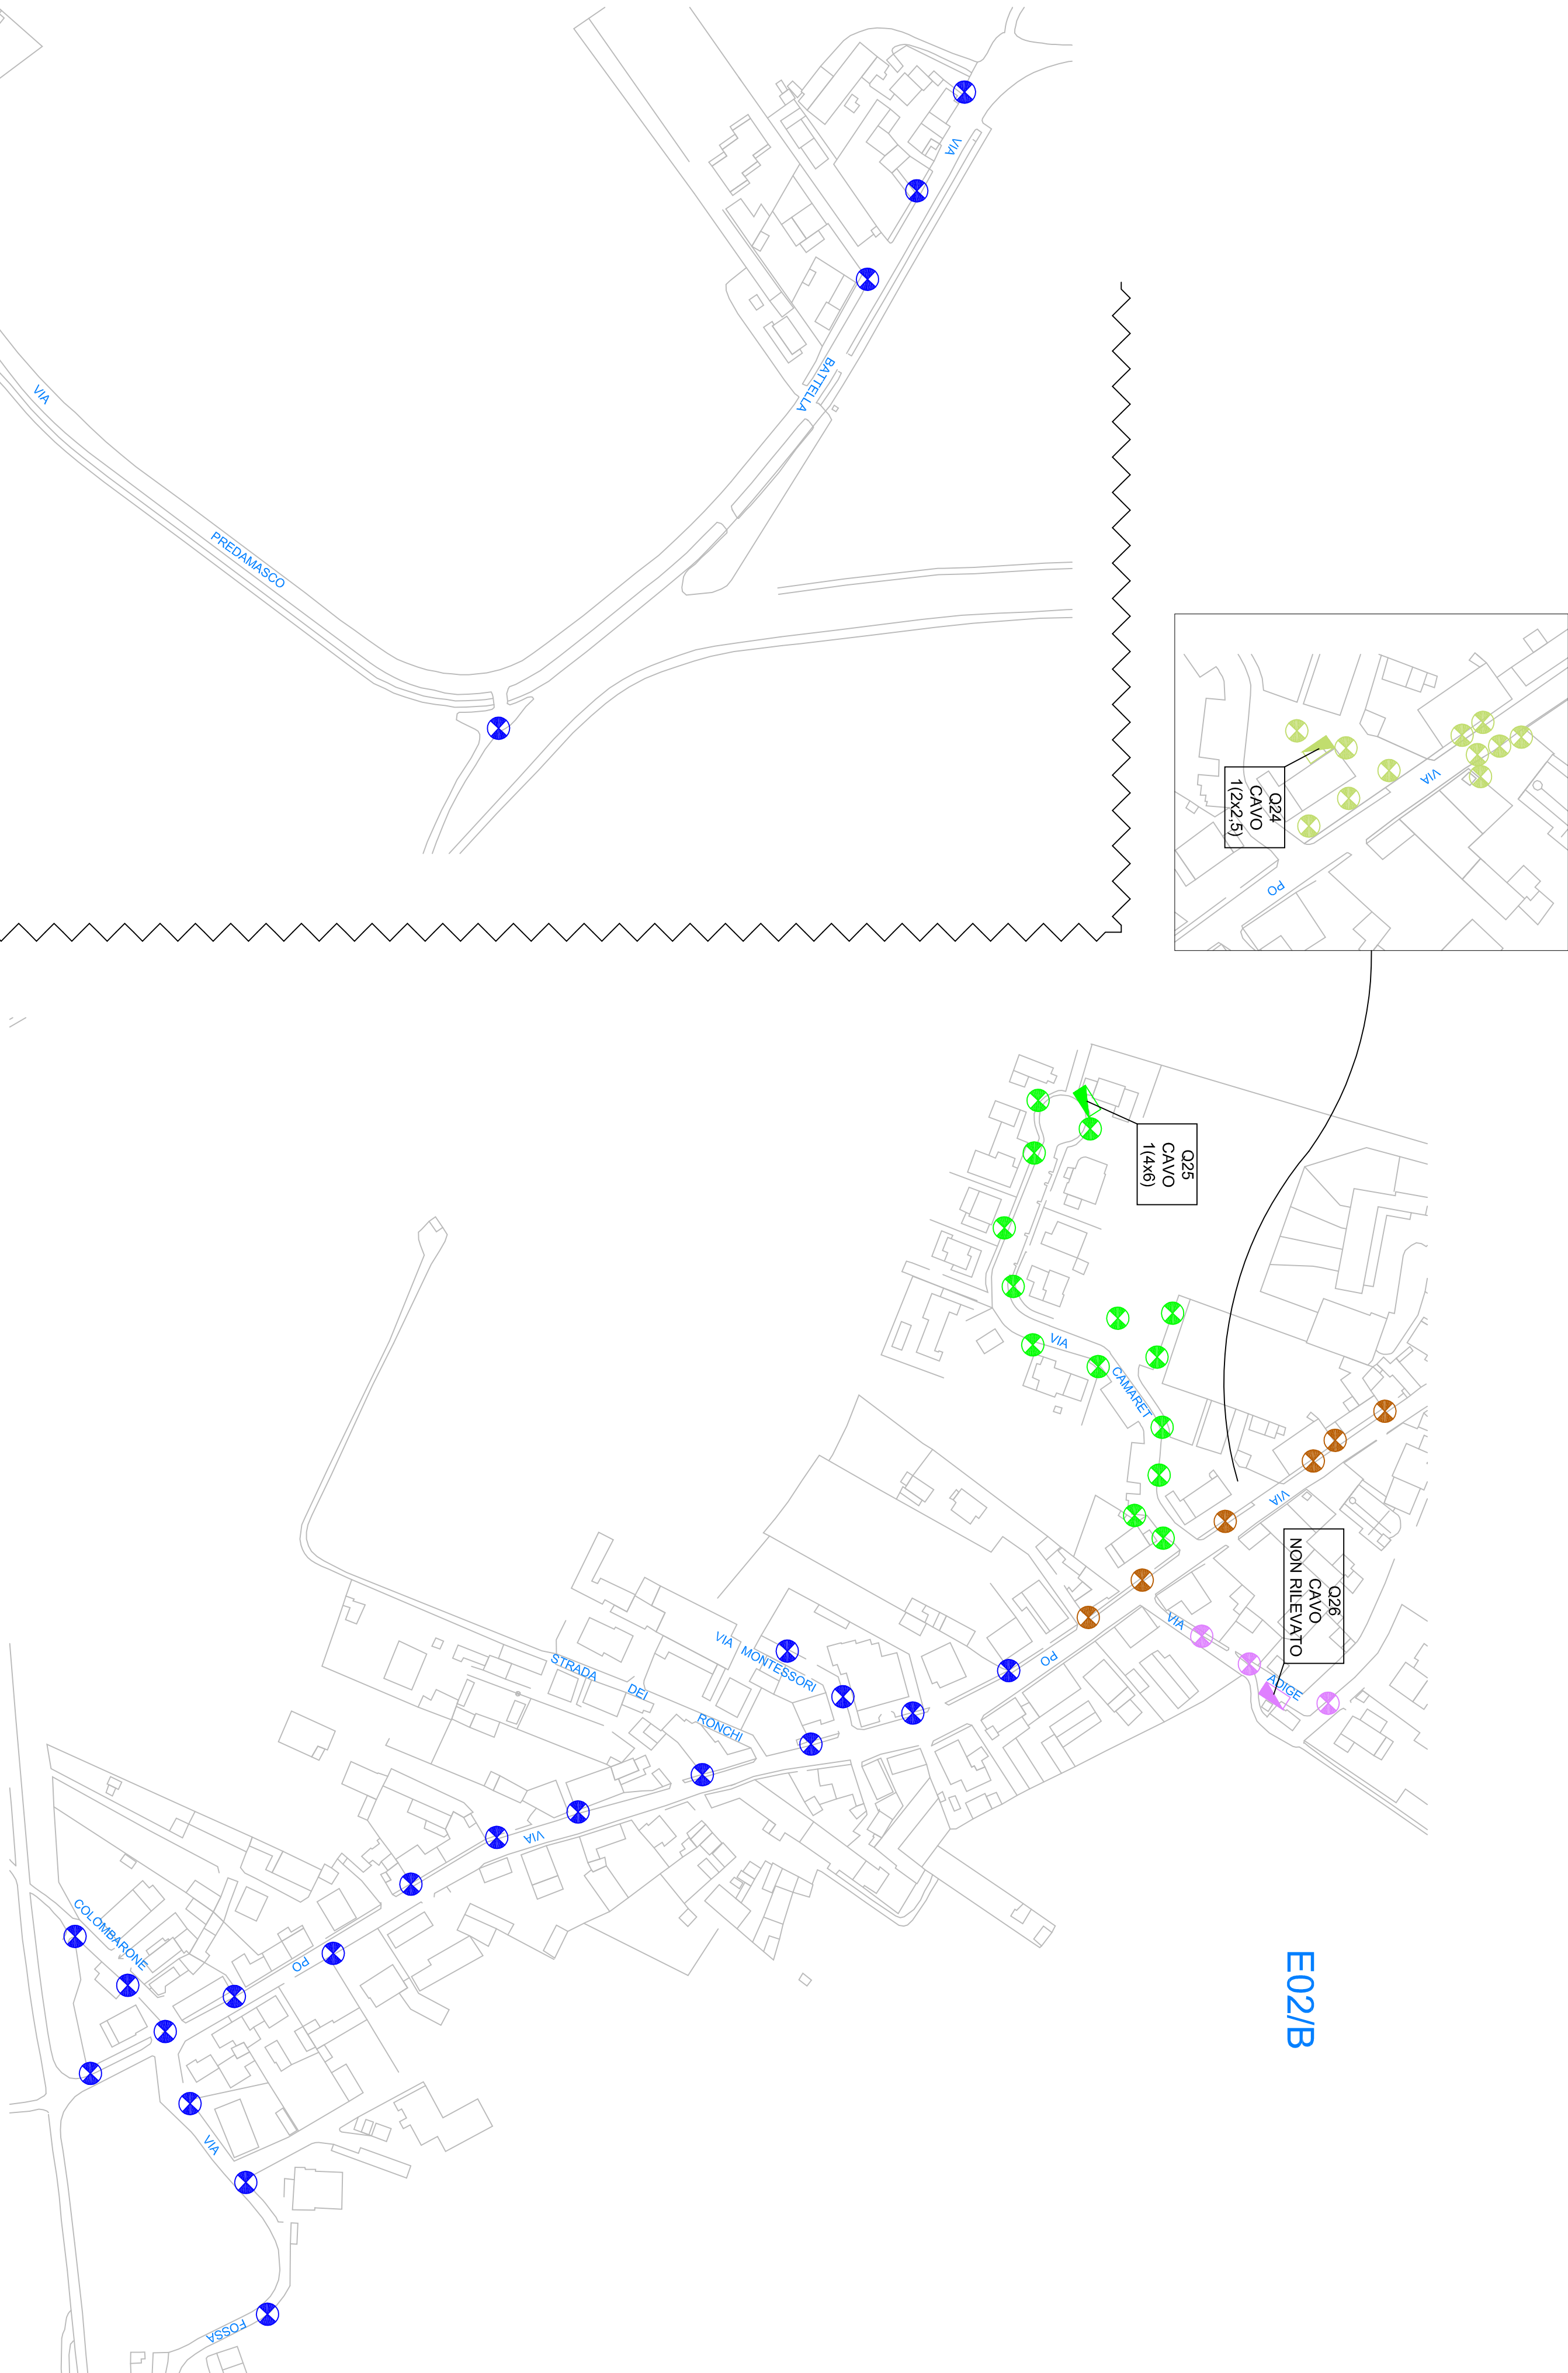 VIA
BATTELLA
VIA
PREDAMASCO
VIA
PO
Q24
CAVO
1(2x2,5)
Q25
CAVO
1(4x6)
VIA
CAMARET
VIA
Q26
CAVO
NON RILEVATO
VIA
ADIGE
PO
VIA MONTESSORI
STRADA
DEI
RONCHI
VIA
PO
COLOMBARONE
VIA
FOSSA
E02/B